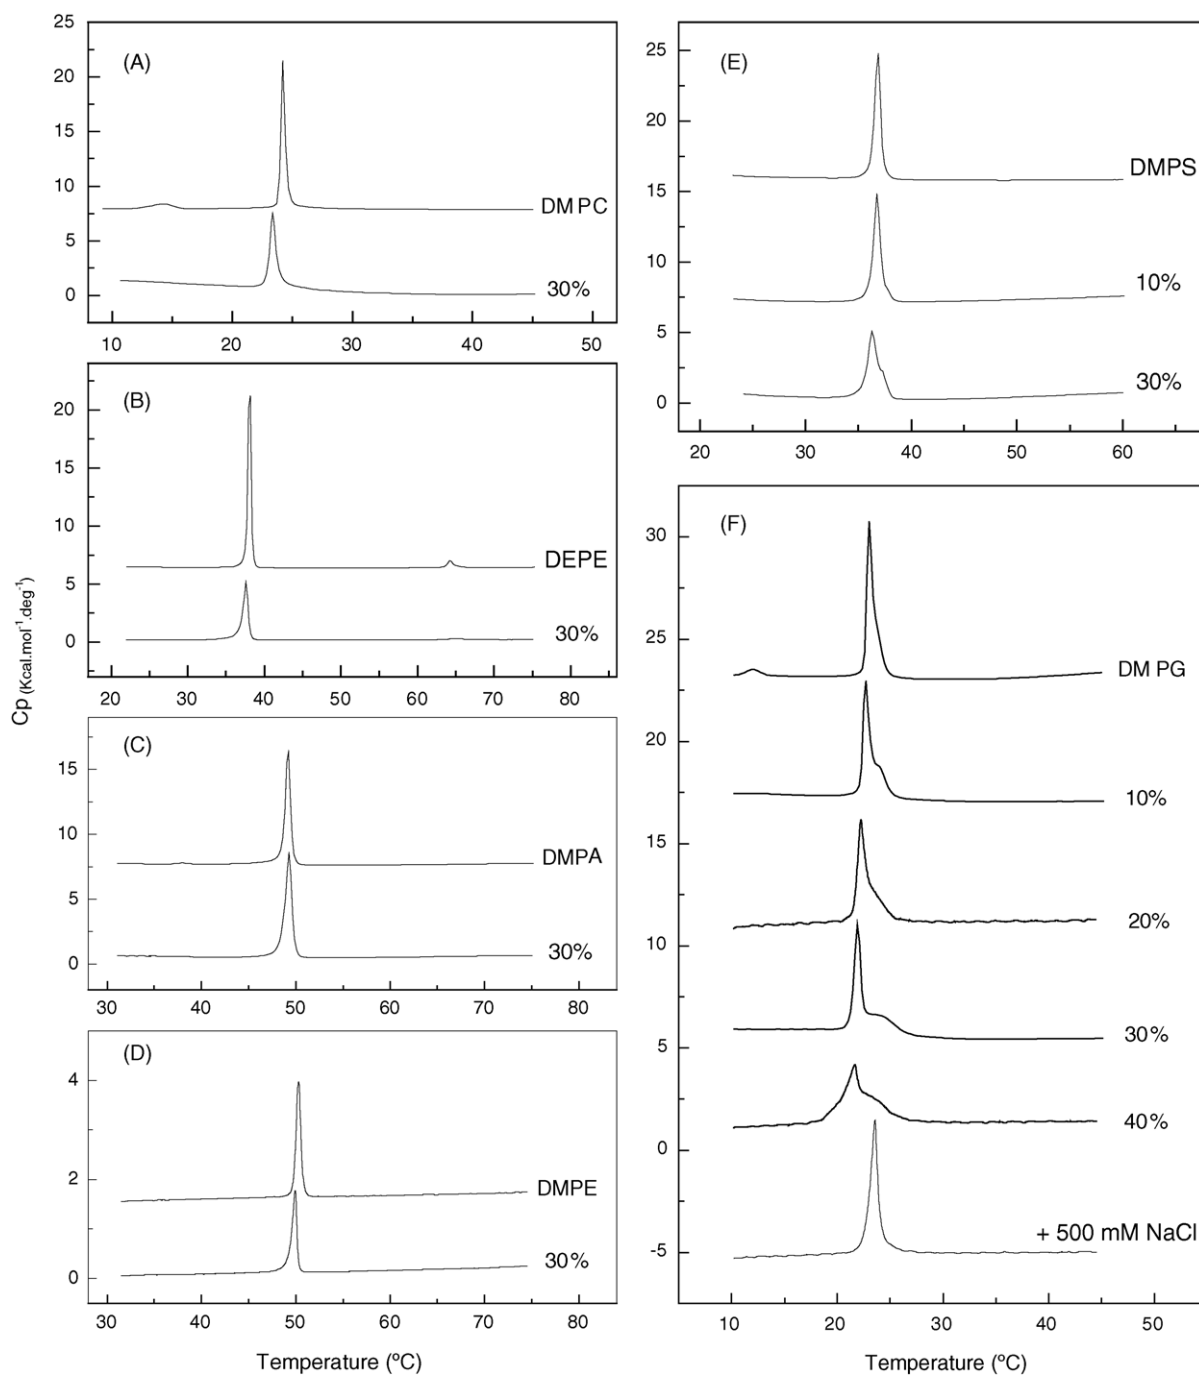 (A)
25
20
15
10
5
0
DMPC
30%
10 20 30 40 50
(B)
20
15
10
5
0
DEPE
30%
20 30 40 50 60 70 80
Cp (Kcal.mol⁻¹.deg⁻¹)
(C)
15
10
5
0
DMPA
30%
30 40 50 60 70 80
(D)
4
2
0
DMPE
30%
30 40 50 60 70 80
Temperature (ºC)
(E)
25
20
15
10
5
0
DMPS
10%
30%
20 30 40 50 60
(F)
30
25
20
15
10
5
0
-5
DMPG
10%
20%
30%
40%
+ 500 mM NaCl
10 20 30 40 50
Temperature (ºC)